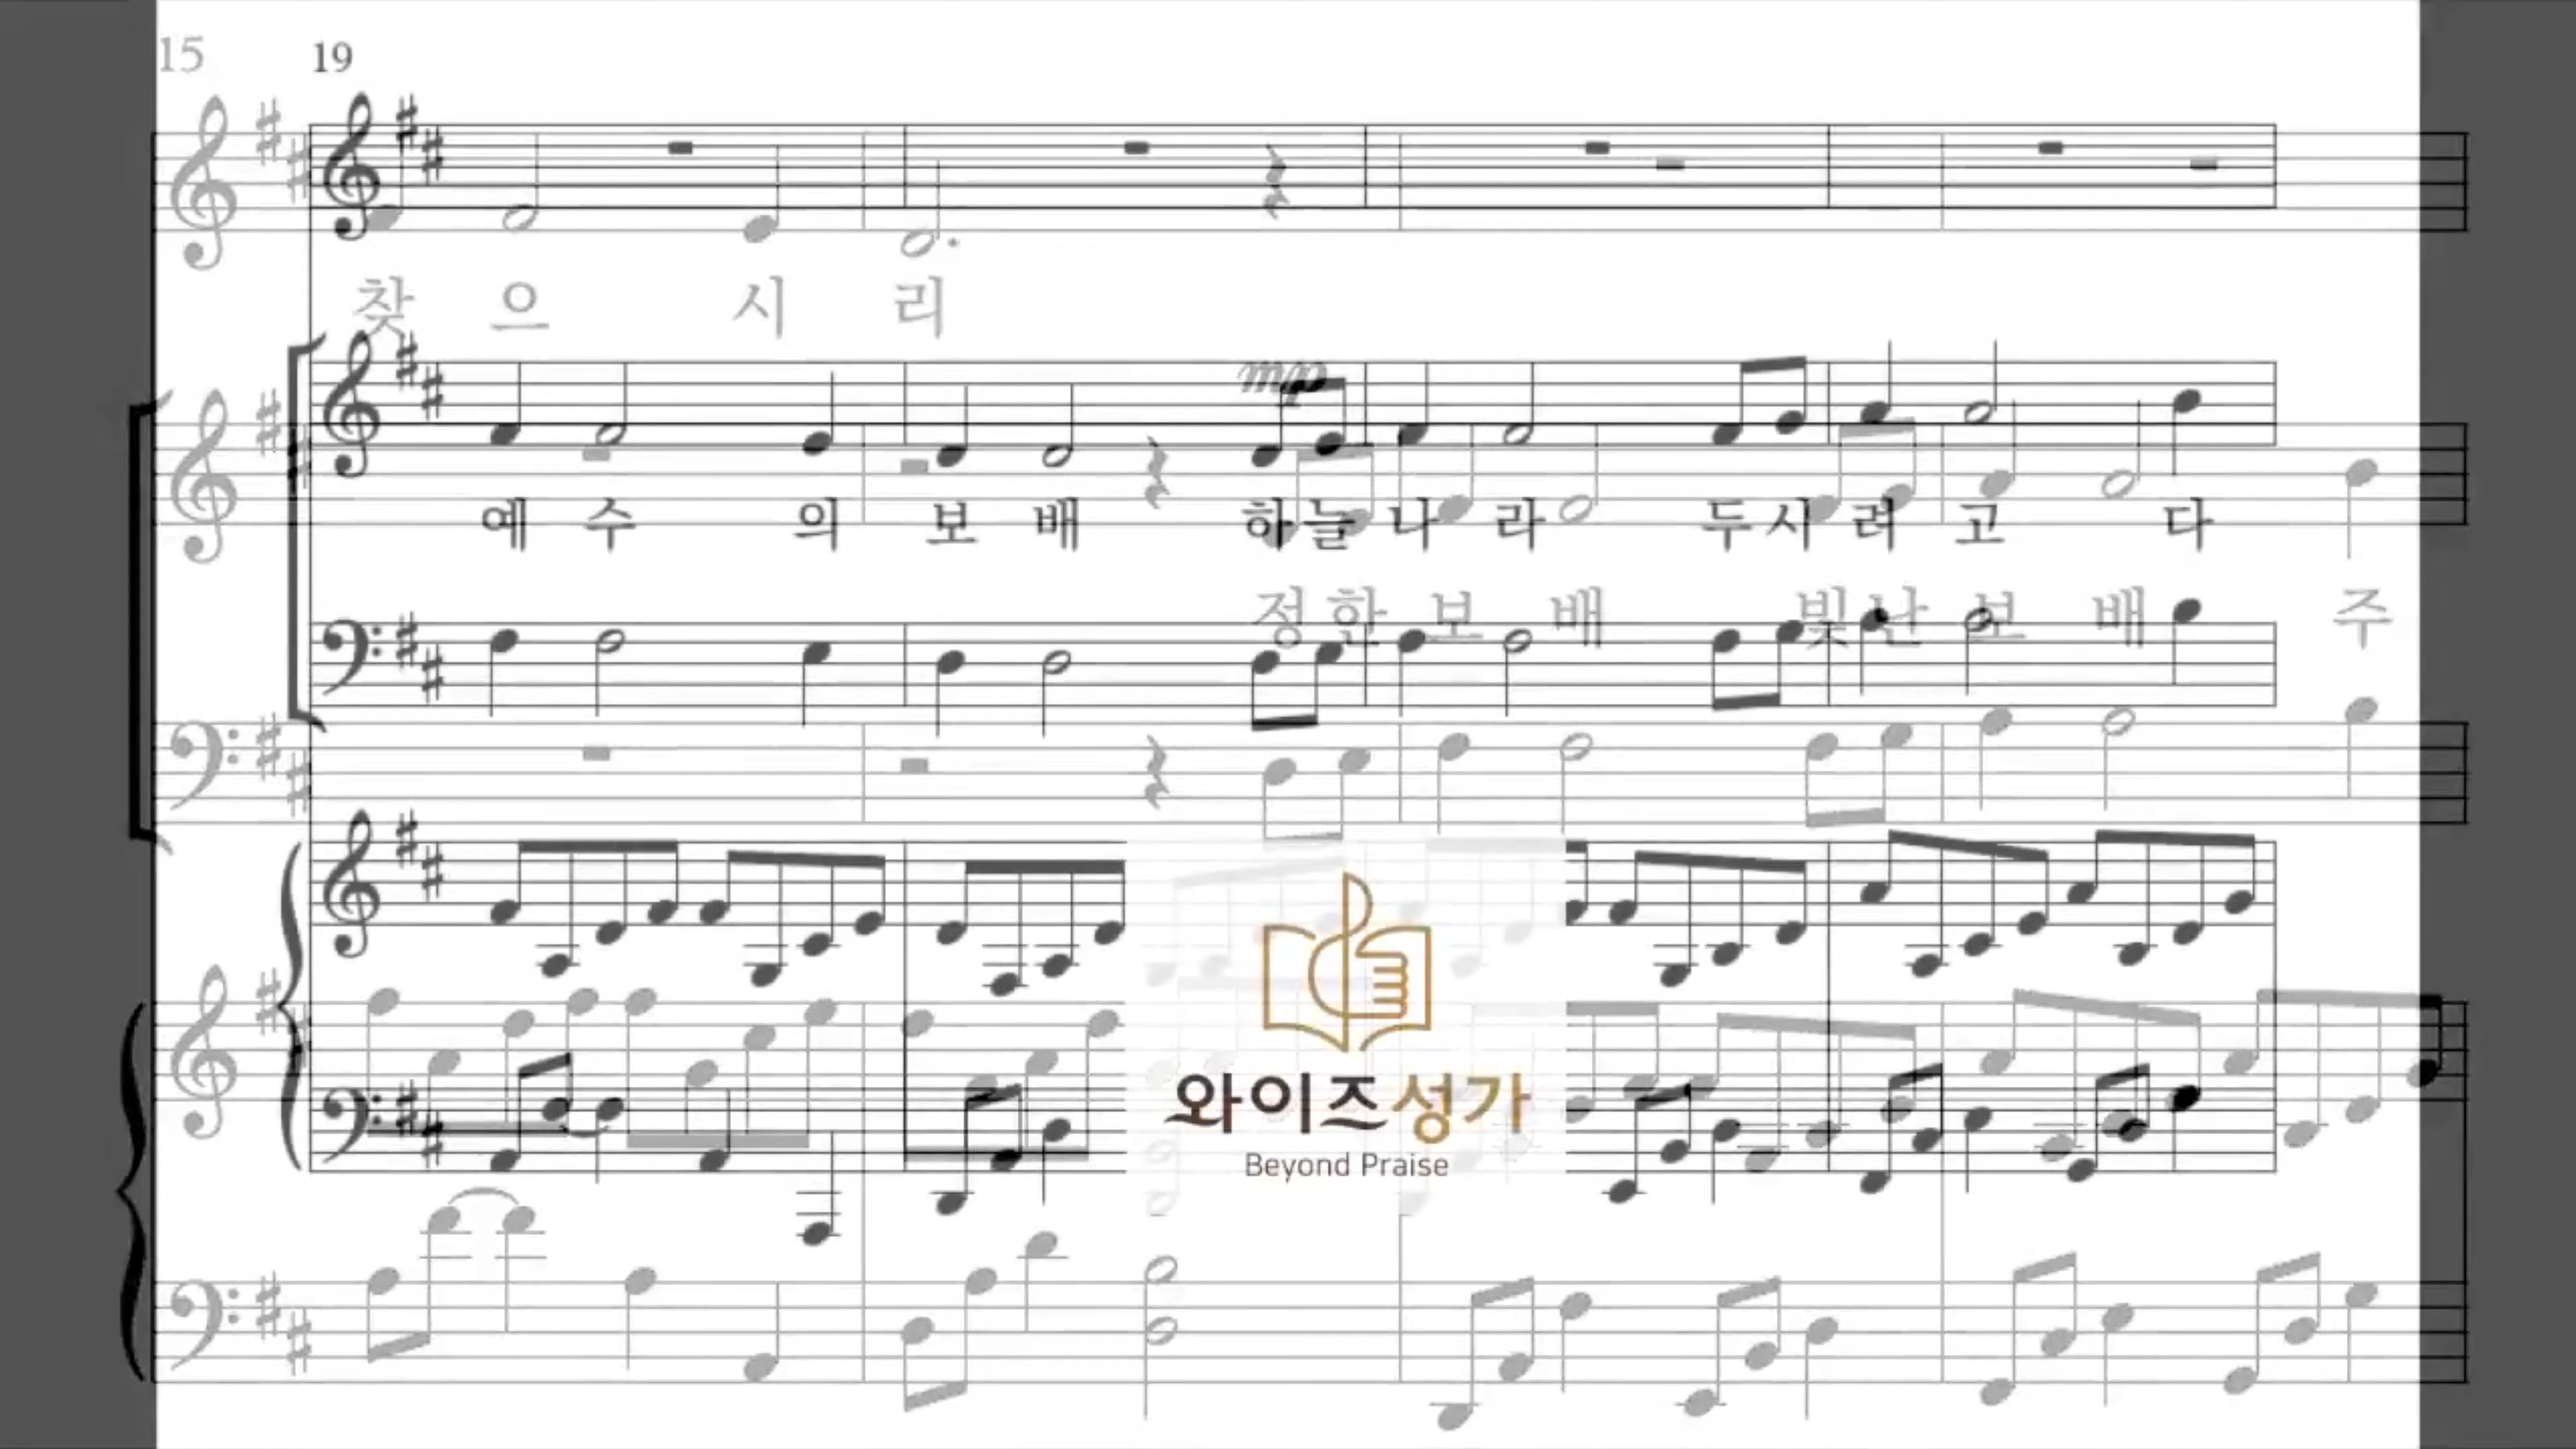 15 19
찾 으 시 리
mp
예 수 의 보 배 하늘 나 라 두시 려 고 다
정한 보 배 빛난 보 배 주
와이즈성가
Beyond Praise